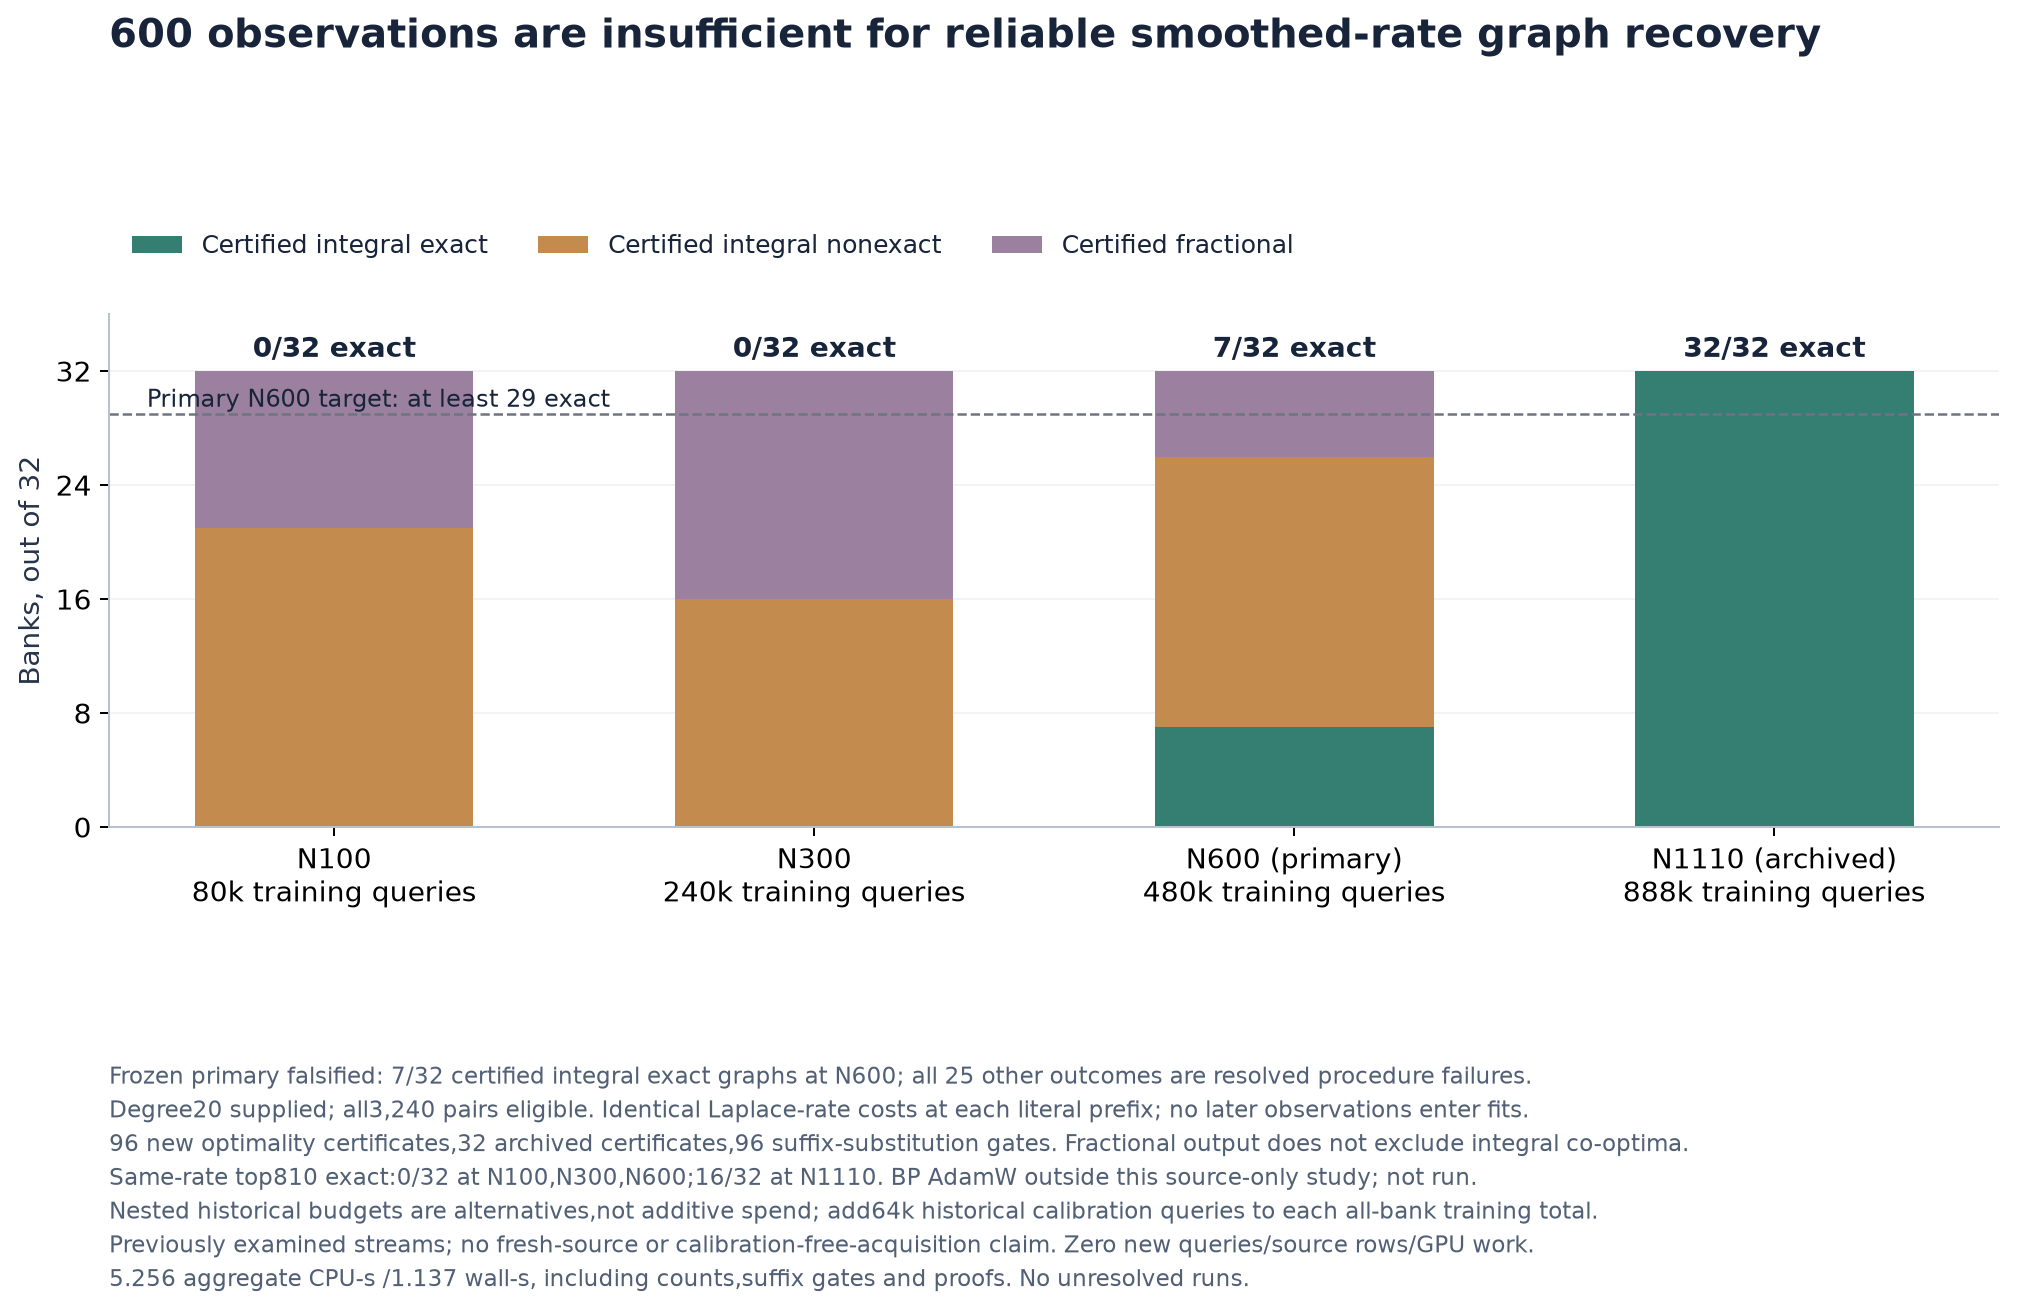 600 observations are insufficient for reliable smoothed-rate graph recovery
Certified integral exact
Certified integral nonexact
Certified fractional
0/32 exact
0/32 exact
7/32 exact
32/32 exact
Primary N600 target: at least 29 exact
Banks, out of 32
32
24
16
8
0
N100
80k training queries
N300
240k training queries
N600 (primary)
480k training queries
N1110 (archived)
888k training queries
Frozen primary falsified: 7/32 certified integral exact graphs at N600; all 25 other outcomes are resolved procedure failures.
Degree20 supplied; all3,240 pairs eligible. Identical Laplace-rate costs at each literal prefix; no later observations enter fits.
96 new optimality certificates,32 archived certificates,96 suffix-substitution gates. Fractional output does not exclude integral co-optima.
Same-rate top810 exact:0/32 at N100,N300,N600;16/32 at N1110. BP AdamW outside this source-only study; not run.
Nested historical budgets are alternatives,not additive spend; add64k historical calibration queries to each all-bank training total.
Previously examined streams; no fresh-source or calibration-free-acquisition claim. Zero new queries/source rows/GPU work.
5.256 aggregate CPU-s /1.137 wall-s, including counts,suffix gates and proofs. No unresolved runs.